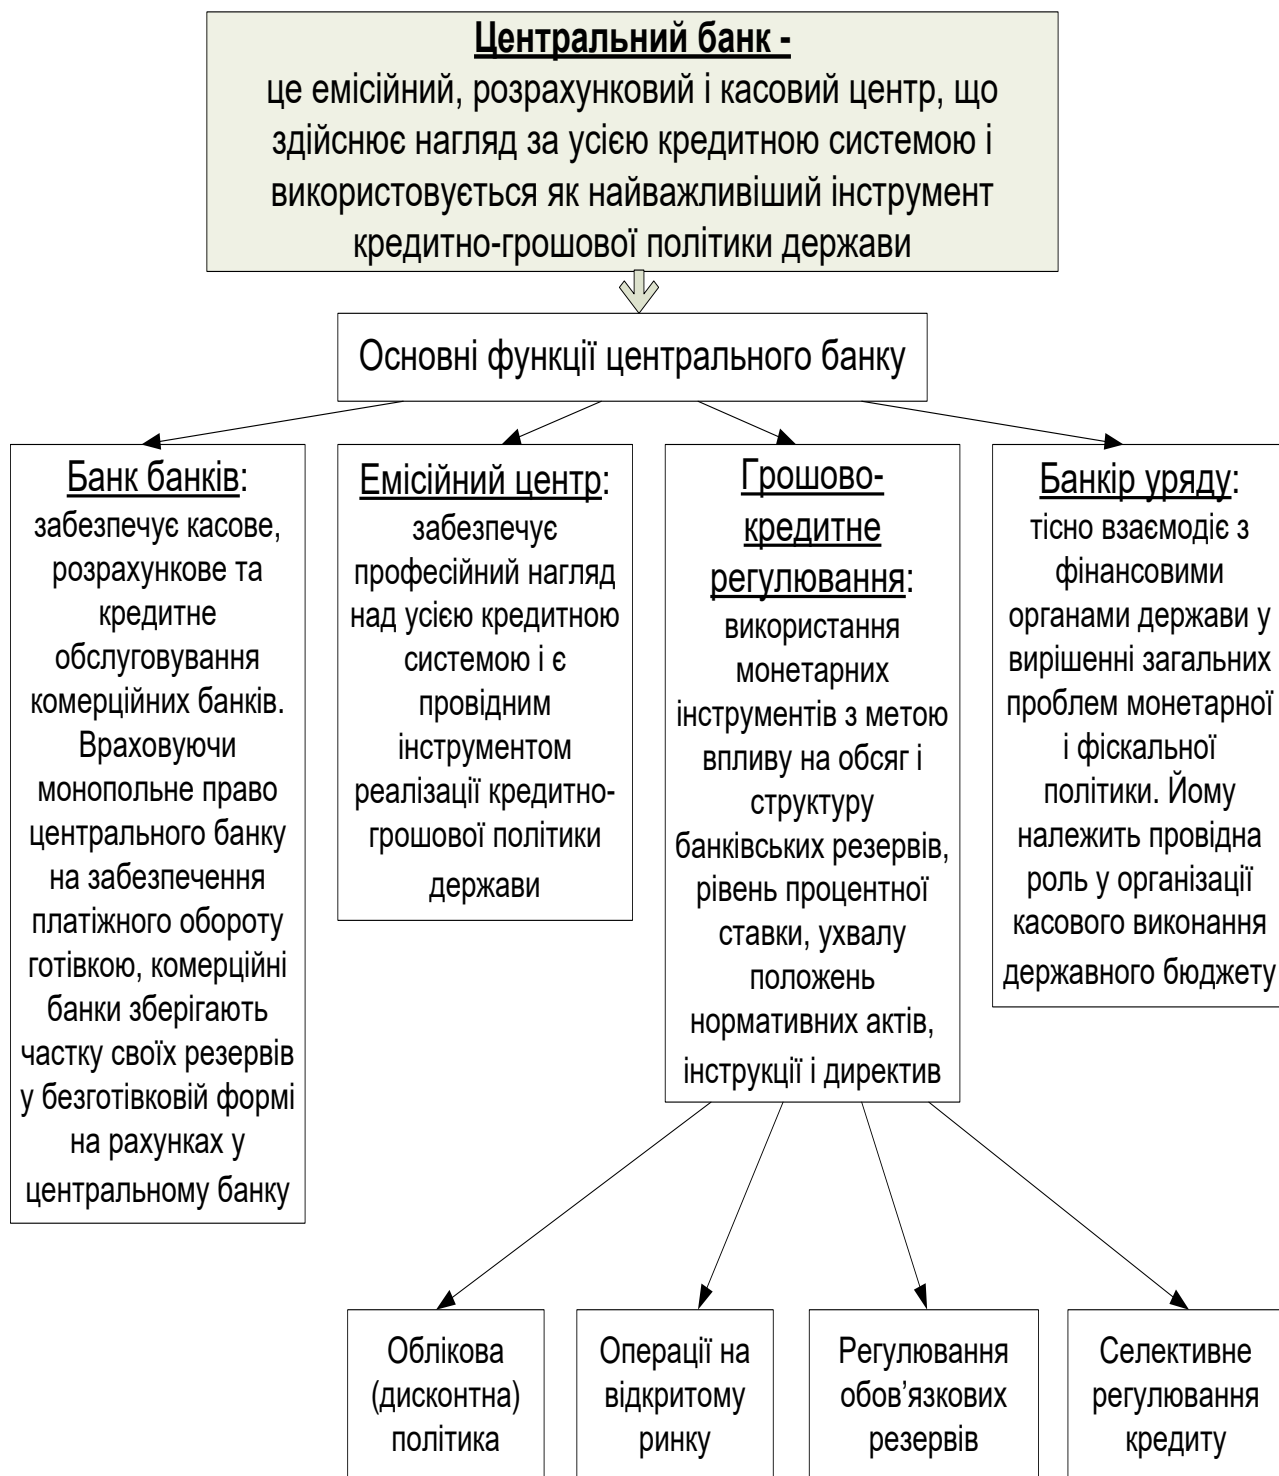 Центральний банк -
це емісійний, розрахунковий і касовий центр, що
здійснює нагляд за усією кредитною системою і
використовується як найважливіший інструмент
кредитно-грошової політики держави
Основні функції центрального банку
Банк банків:
забезпечує касове,
розрахункове та
кредитне
обслуговування
комерційних банків.
Враховуючи
монопольне право
центрального банку
на забезпечення
платіжного обороту
готівкою, комерційні
банки зберігають
частку своїх резервів
у безготівковій формі
на рахунках у
центральному банку
Емісійний центр:
забезпечує
професійний нагляд
над усією кредитною
системою і є
провідним
інструментом
реалізації кредитно-
грошової політики
держави
Грошово-
кредитне
регулювання:
використання
монетарних
інструментів з метою
впливу на обсяг і
структуру
банківських резервів,
рівень процентної
ставки, ухвалу
положень
нормативних актів,
інструкції і директив
Банкір уряду:
тісно взаємодіє з
фінансовими
органами держави у
вирішенні загальних
проблем монетарної
і фіскальної
політики. Йому
належить провідна
роль у організації
касового виконання
державного бюджету
Облікова
(дисконтна)
політика
Операції на
відкритому
ринку
Регулювання
обов’язкових
резервів
Селективне
регулювання
кредиту